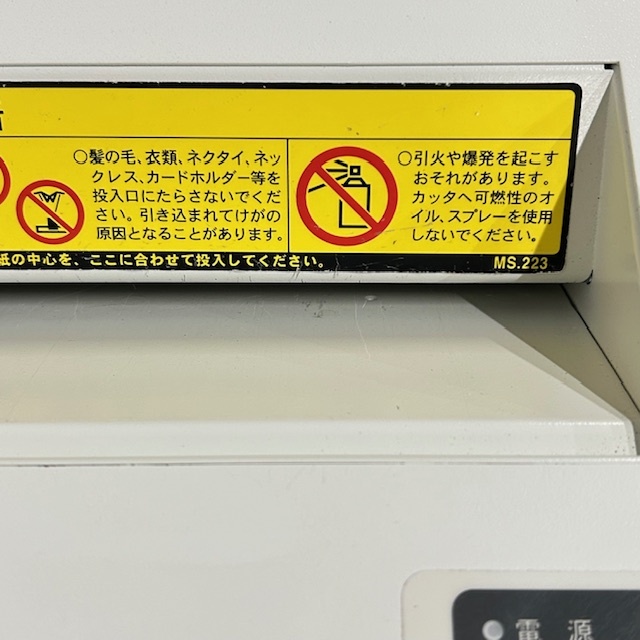 ○髪の毛、衣類、ネクタイ、ネッ
クレス、カードホルダー等を
投入口にたらさないでくだ
さい。引き込まれてけがの
原因となることがあります。
○引火や爆発を起こす
おそれがあります。
カッタへ可燃性のオ
イル、スプレーを使用
しないでください。
紙の中心を、ここに合わせて投入してください。
MS.223
電源